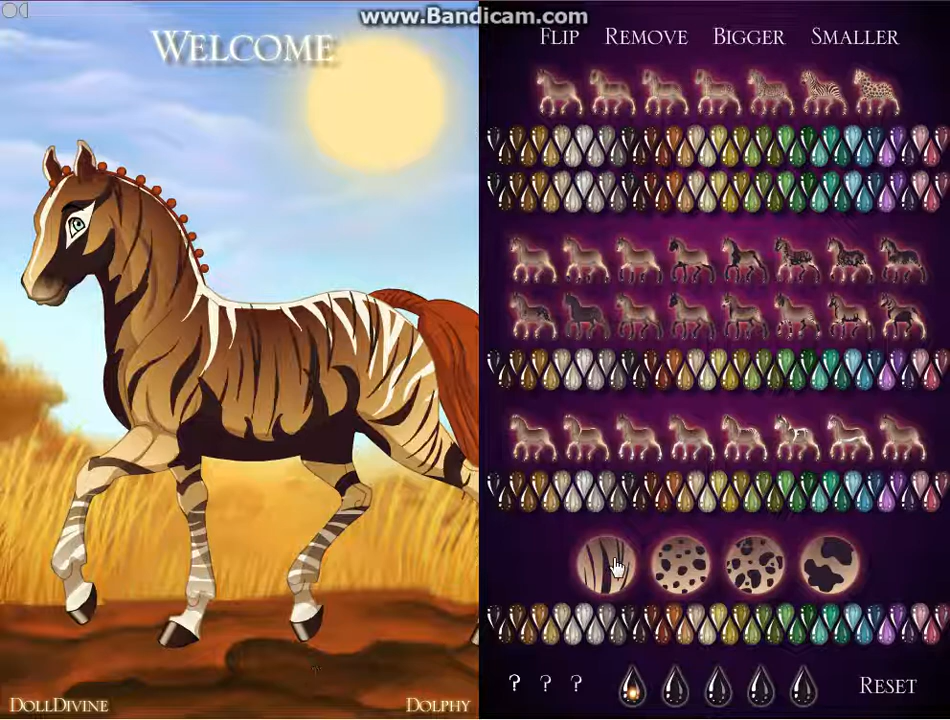 www.Bandicam.com
WELCOME
FLIP REMOVE BIGGER SMALLER
? ? ?
RESET
DOLLDIVINE
DOLPHY